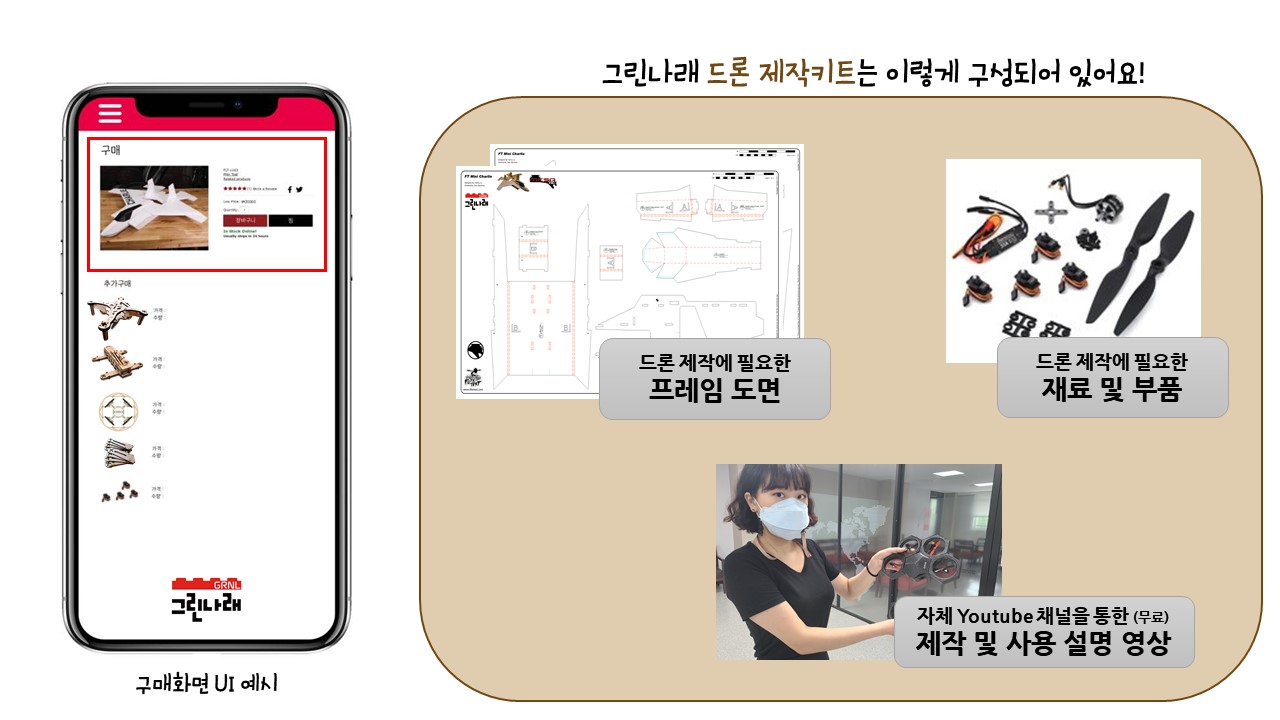 그린나래 드론 제작키트는 이렇게 구성되어 있어요!
구매
(1) Write a Review
장바구니
찜
Usually ships in 24 hours
추가구매
가격 :
수량 :
가격 :
수량 :
가격 :
수량 :
가격 :
수량 :
가격 :
수량 :
GRNL
그린나래
구매화면 UI 예시
FT Mini Charlie
FT Mini Charlie
그린나래
드론 제작에 필요한
프레임 도면
드론 제작에 필요한
재료 및 부품
자체 Youtube 채널을 통한 (무료)
제작 및 사용 설명 영상